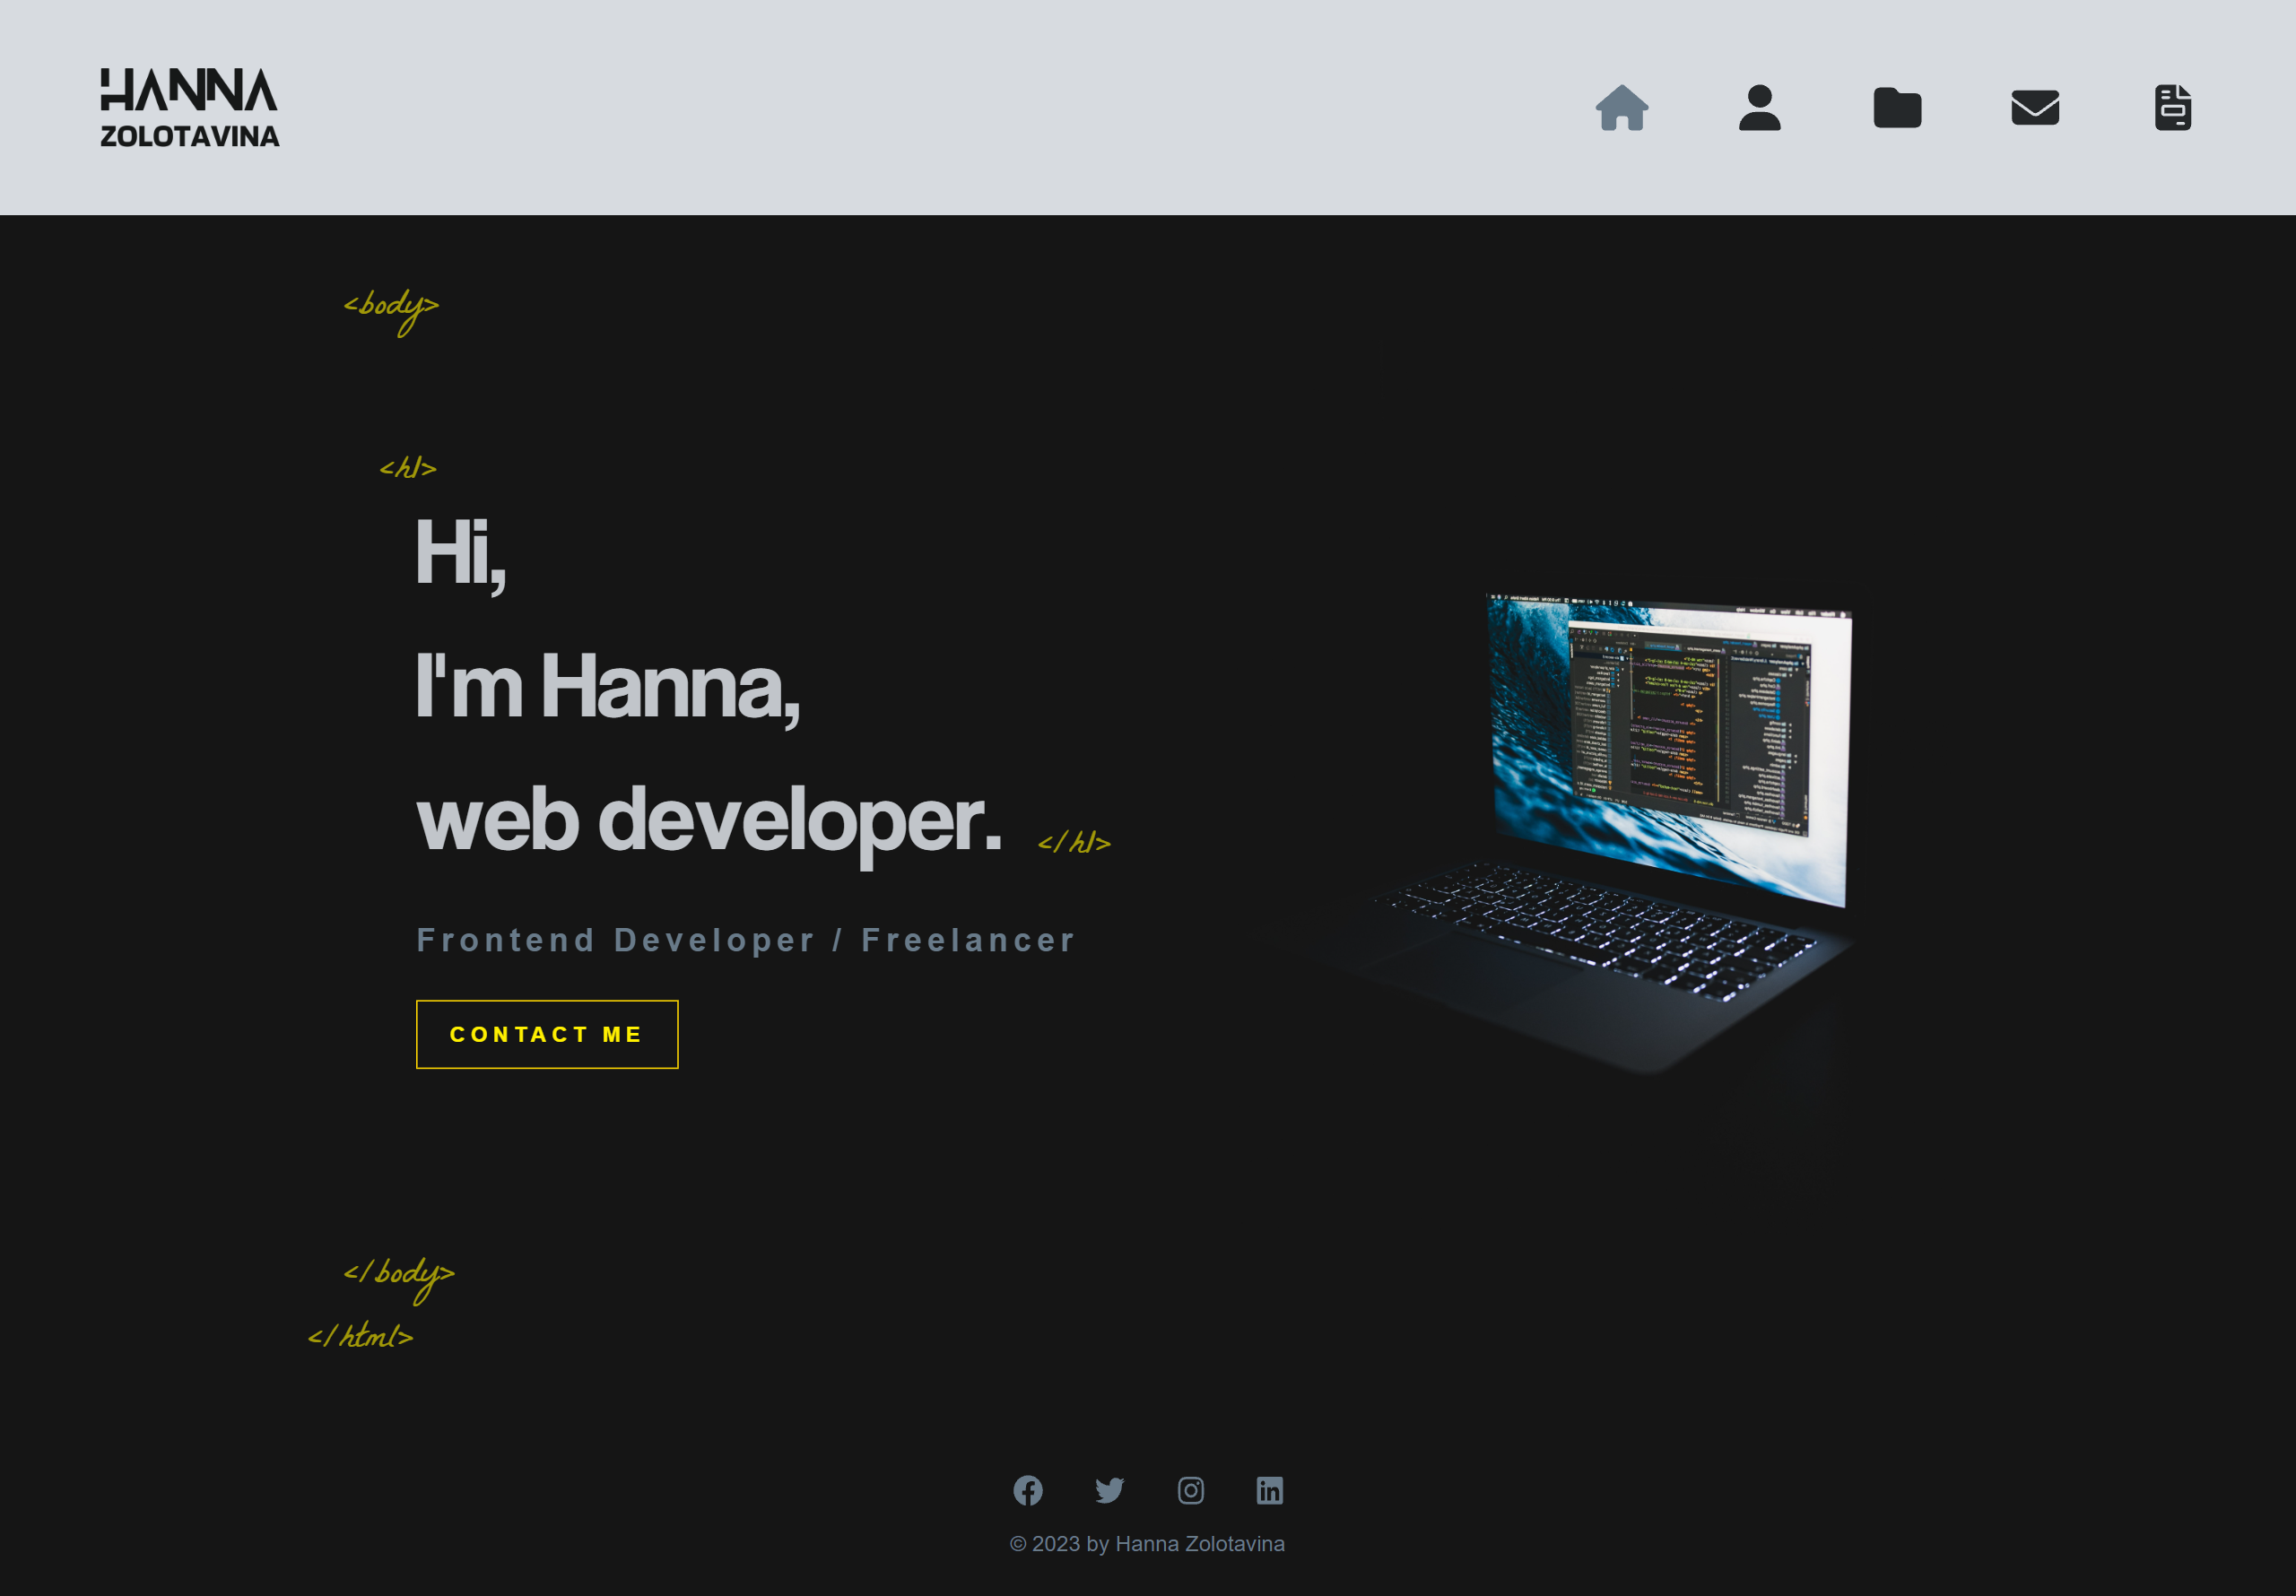 HANNA
ZOLOTAVINA
<body>
<h1>
Hi,
I'm Hanna,
web developer. </h1>
Frontend Developer / Freelancer
CONTACT ME
</body>
</html>
© 2023 by Hanna Zolotavina